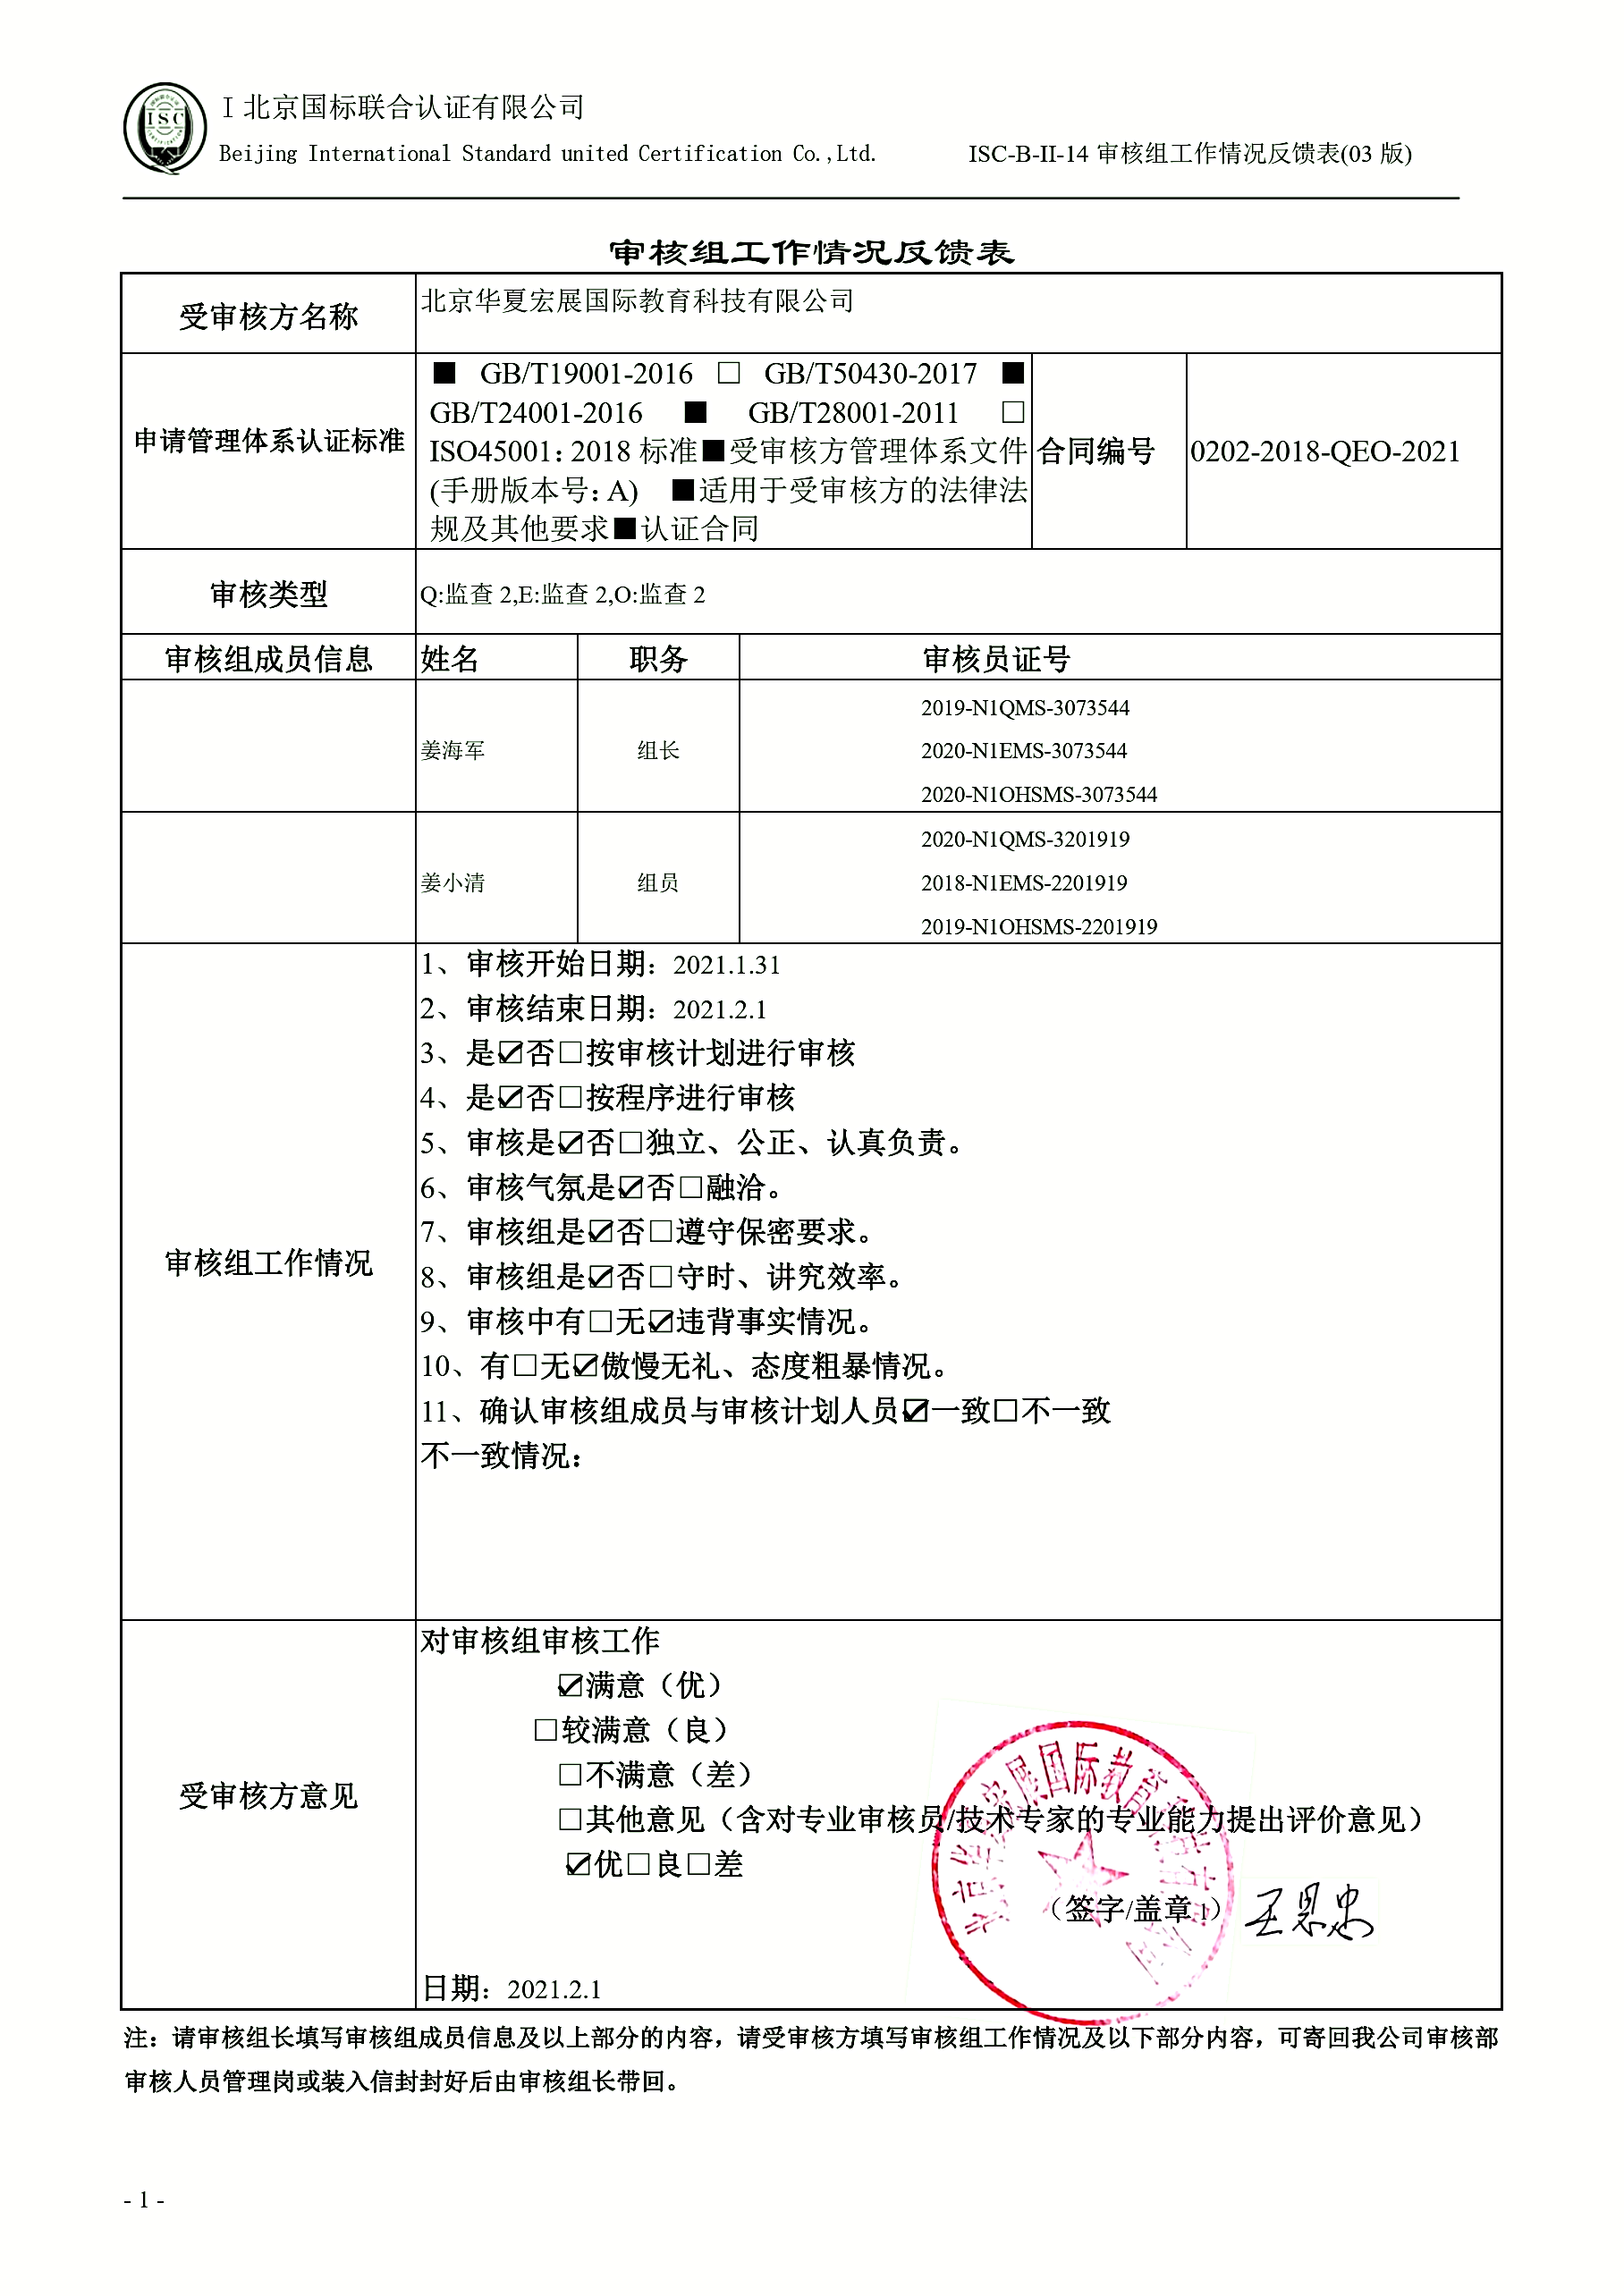 ISC
I 北京国标联合认证有限公司
Beijing International Standard united Certification Co.,Ltd. ISC-B-II-14 审核组工作情况反馈表(03 版)
审核组工作情况反馈表
受审核方名称 北京华夏宏展国际教育科技有限公司
申请管理体系认证标准
■ GB/T19001-2016 □ GB/T50430-2017 ■
GB/T24001-2016 ■ GB/T28001-2011 □
ISO45001: 2018 标准■受审核方管理体系文件
(手册版本号: A) ■适用于受审核方的法律法
规及其他要求■认证合同
合同编号 0202-2018-QEO-2021
审核类型 Q:监查 2,E:监查 2,O:监查 2
审核组成员信息 姓名 职务 审核员证号
姜海军 组长
2019-N1QMS-3073544
2020-N1EMS-3073544
2020-N1OHSMS-3073544
姜小清 组员
2020-N1QMS-3201919
2018-N1EMS-2201919
2019-N1OHSMS-2201919
审核组工作情况
1、审核开始日期：2021.1.31
2、审核结束日期：2021.2.1
3、是☑否□按审核计划进行审核
4、是☑否□按程序进行审核
5、审核是☑否□独立、公正、认真负责。
6、审核气氛是☑否□融洽。
7、审核组是☑否□遵守保密要求。
8、审核组是☑否□守时、讲究效率。
9、审核中有□无☑违背事实情况。
10、有□无☑傲慢无礼、态度粗暴情况。
11、确认审核组成员与审核计划人员☑一致□不一致
不一致情况：
受审核方意见
对审核组审核工作
☑满意（优）
□较满意（良）
□不满意（差）
□其他意见（含对专业审核员/技术专家的专业能力提出评价意见）
☑优□良□差
（签字/盖章） 王恩忠
日期：2021.2.1
注：请审核组长填写审核组成员信息及以上部分的内容，请受审核方填写审核组工作情况及以下部分内容，可寄回我公司审核部
审核人员管理岗或装入信封封好后由审核组长带回。
- 1 -